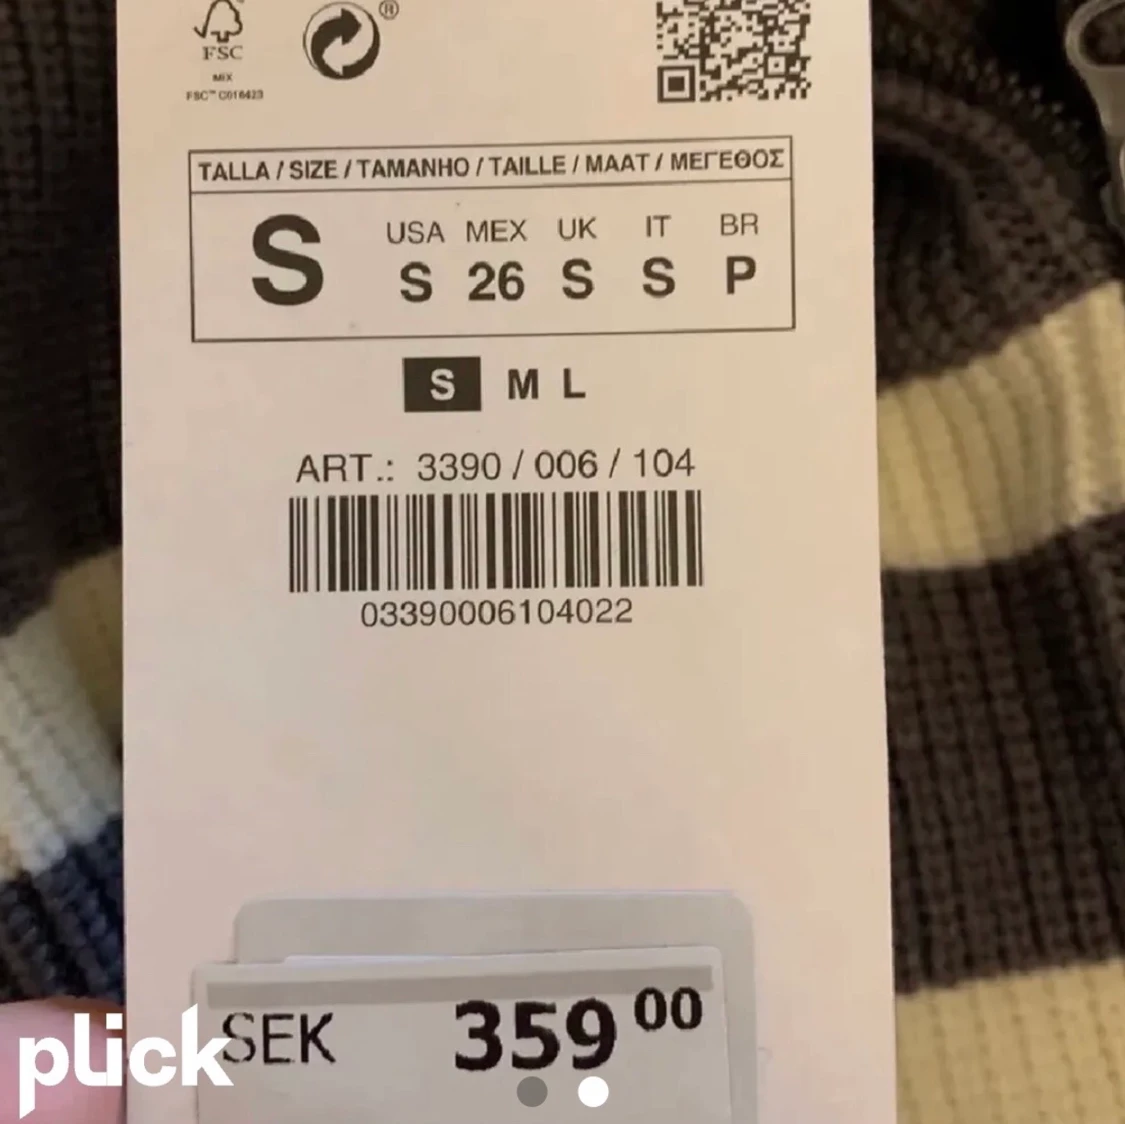 ®
FSC
MIX
FSC™ C016423
TALLA / SIZE / TAMANHO / TAILLE / MAAT / ΜΕΓΕΘΟΣ
USA MEX UK IT BR
S S 26 S S P
S M L
ART.: 3390 / 006 / 104
03390006104022
SEK 359 00
plick